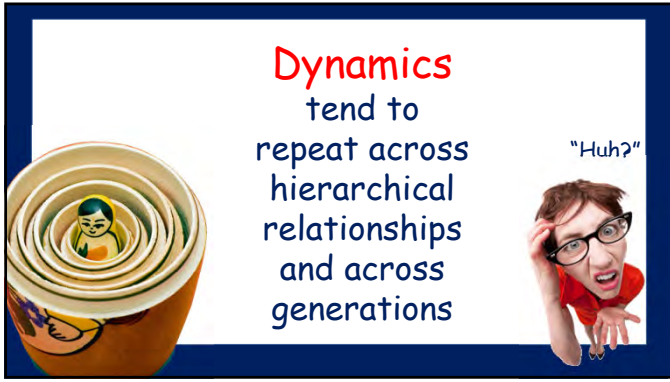 Dynamics
tend to
repeat across
hierarchical
relationships
and across
generations
"Huh?"